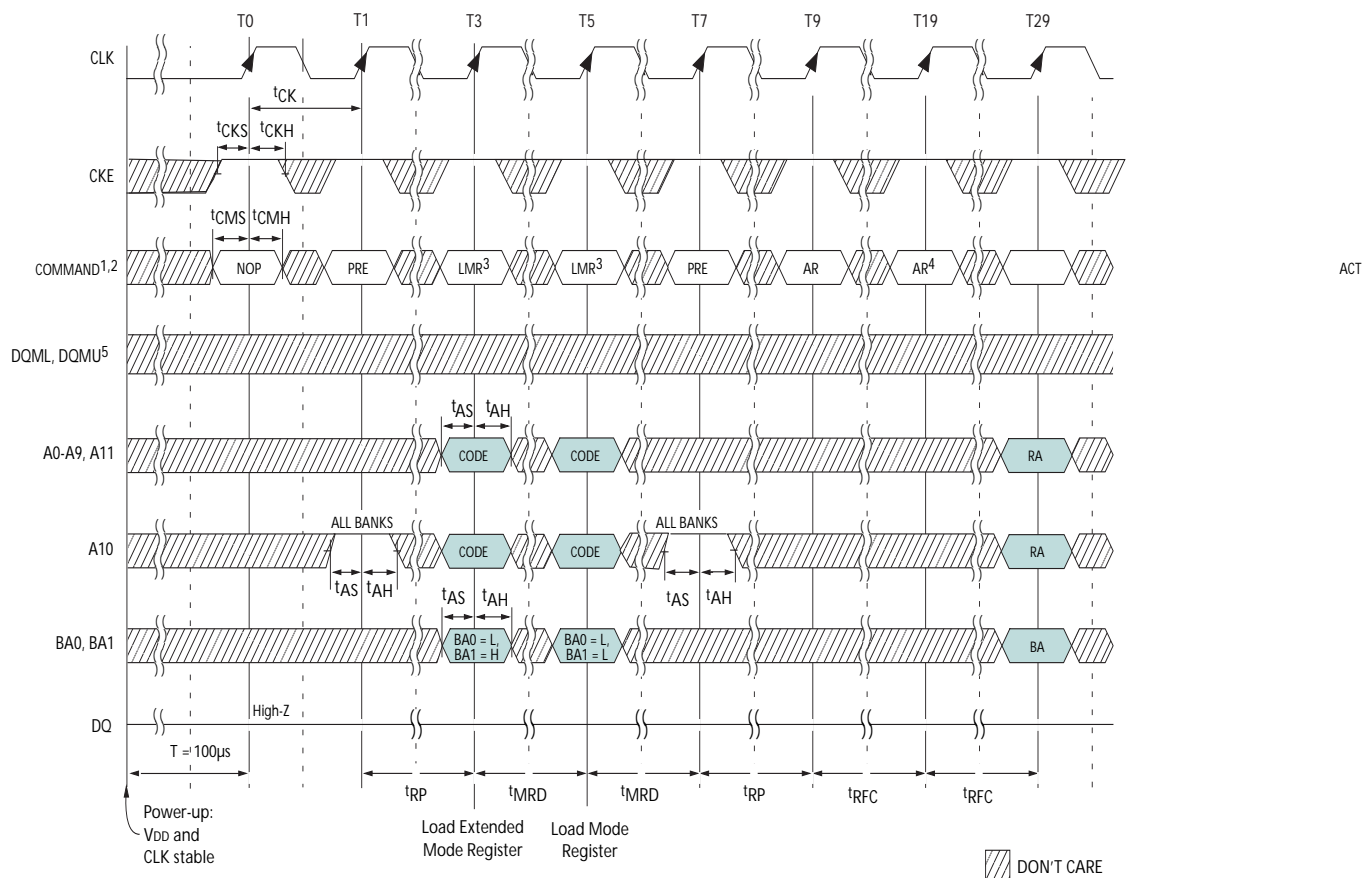 T0 T1 T3 T5 T7 T9 T19 T29
CLK
tCK
tCKS tCKH
CKE
tCMS tCMH
COMMAND1,2 NOP PRE LMR3 LMR3 PRE AR AR4 ACT
DQML, DQMU5
tAS tAH
A0-A9, A11 CODE CODE RA
ALL BANKS ALL BANKS
A10 CODE CODE RA
tAS tAH tAS tAH tAS tAH
BA0, BA1 BA0 = L, BA1 = H BA0 = L, BA1 = L BA
High-Z
DQ
T = 100µs
tRP tMRD tMRD tRP tRFC tRFC
Power-up:
VDD and
CLK stable
Load Extended
Mode Register
Load Mode
Register
DON'T CARE